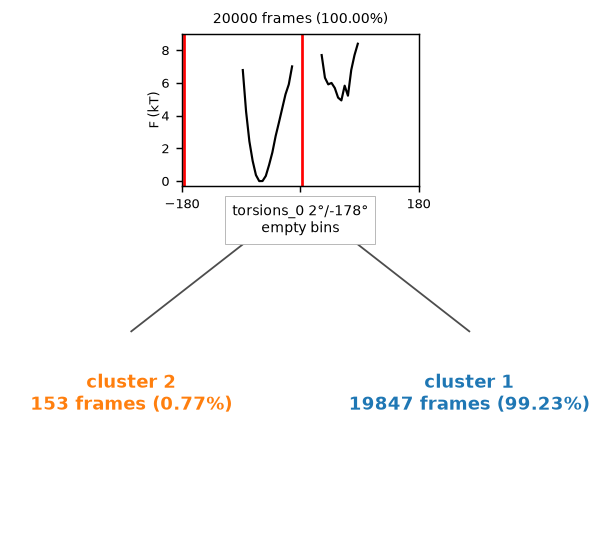 20000 frames (100.00%)
8
6
4
2
0
F (kT)
−180
180
torsions_0 2°/-178°
empty bins
cluster 2
153 frames (0.77%)
cluster 1
19847 frames (99.23%)